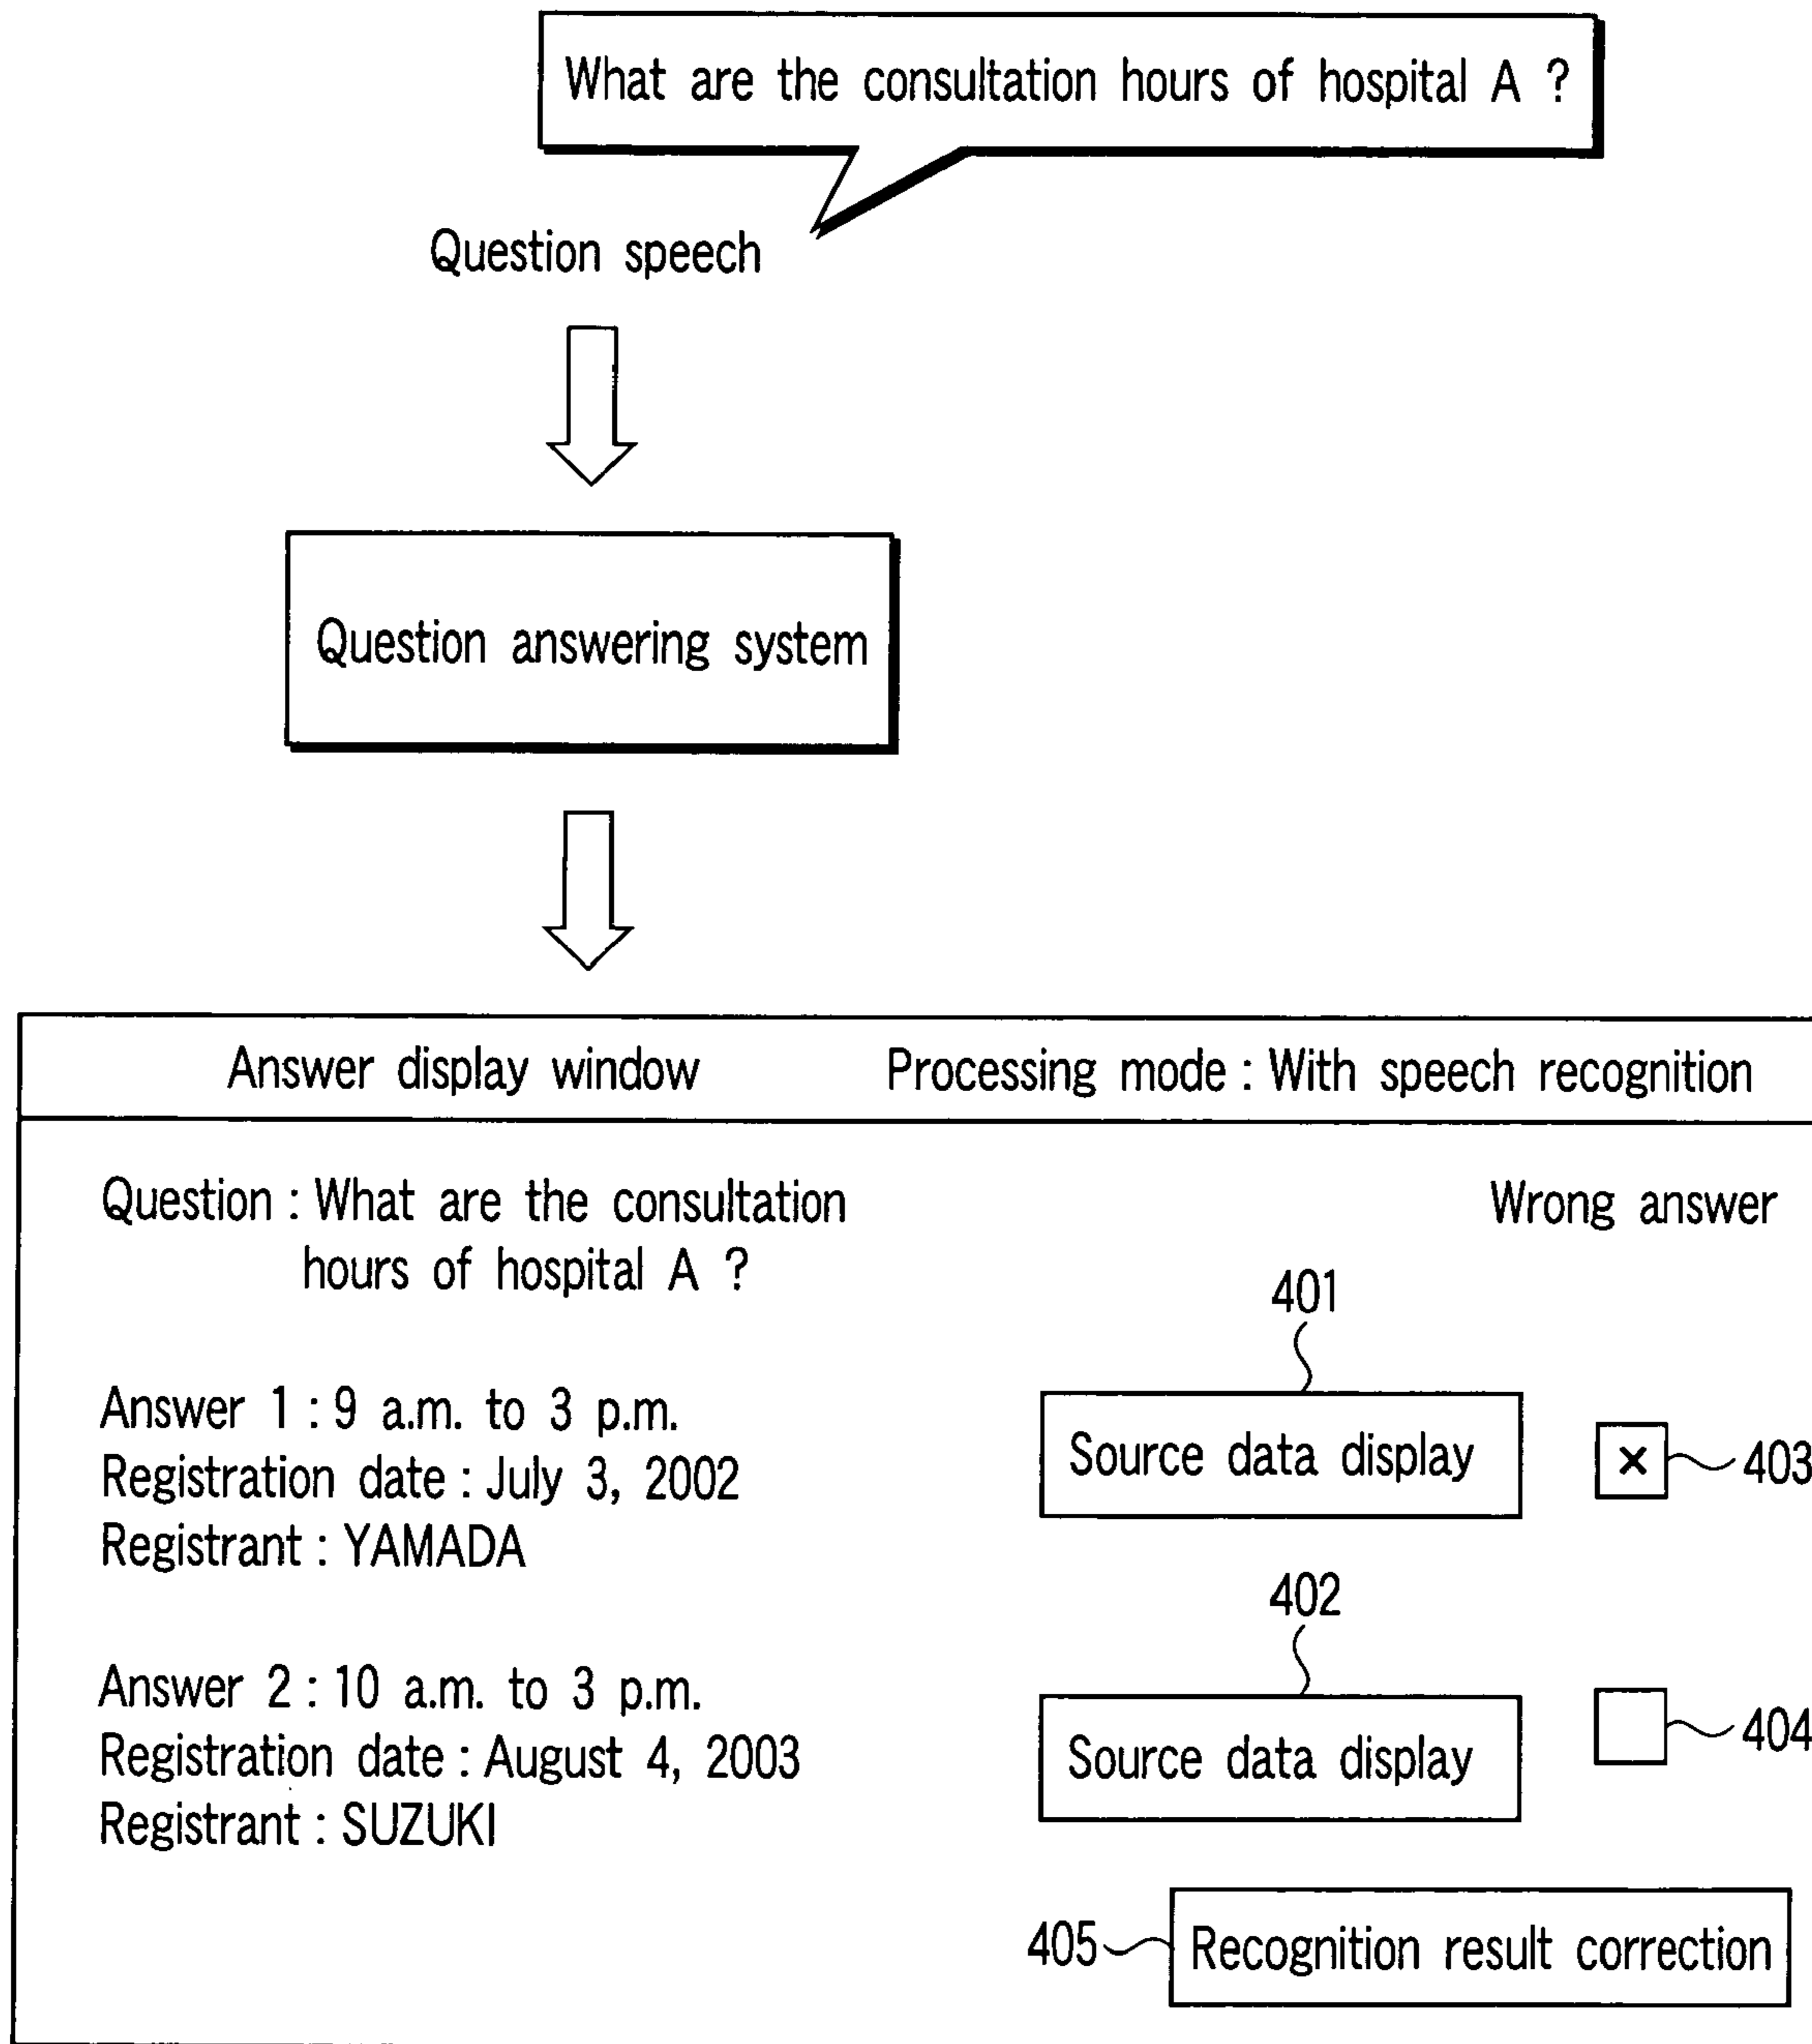 What are the consultation hours of hospital A ?
Question speech
Question answering system
Answer display window
Processing mode : With speech recognition
Question : What are the consultation
hours of hospital A ?
Wrong answer
401
Answer 1 : 9 a.m. to 3 p.m.
Registration date : July 3, 2002
Registrant : YAMADA
Source data display
× 403
402
Answer 2 : 10 a.m. to 3 p.m.
Registration date : August 4, 2003
Registrant : SUZUKI
Source data display
404
405 Recognition result correction